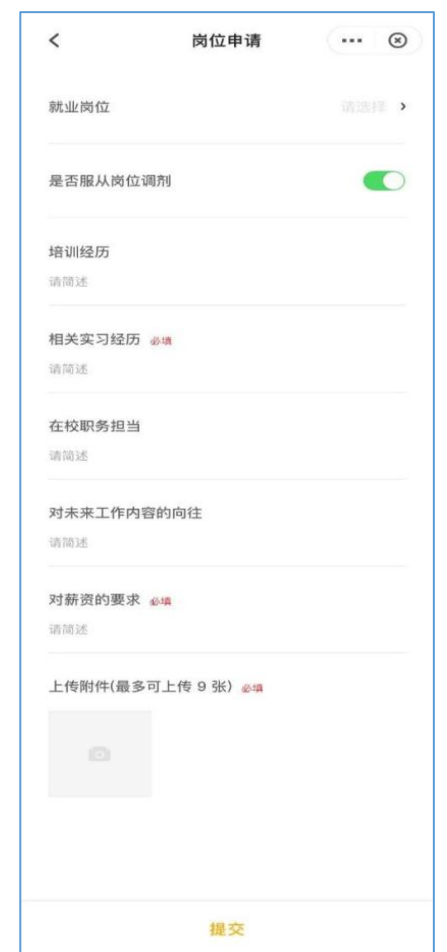 岗位申请
就业岗位 请选择
是否服从岗位调剂
培训经历
请简述
相关实习经历 必填
请简述
在校职务担当
请简述
对未来工作内容的向往
请简述
对薪资的要求 必填
请简述
上传附件(最多可上传 9 张) 必填
提交